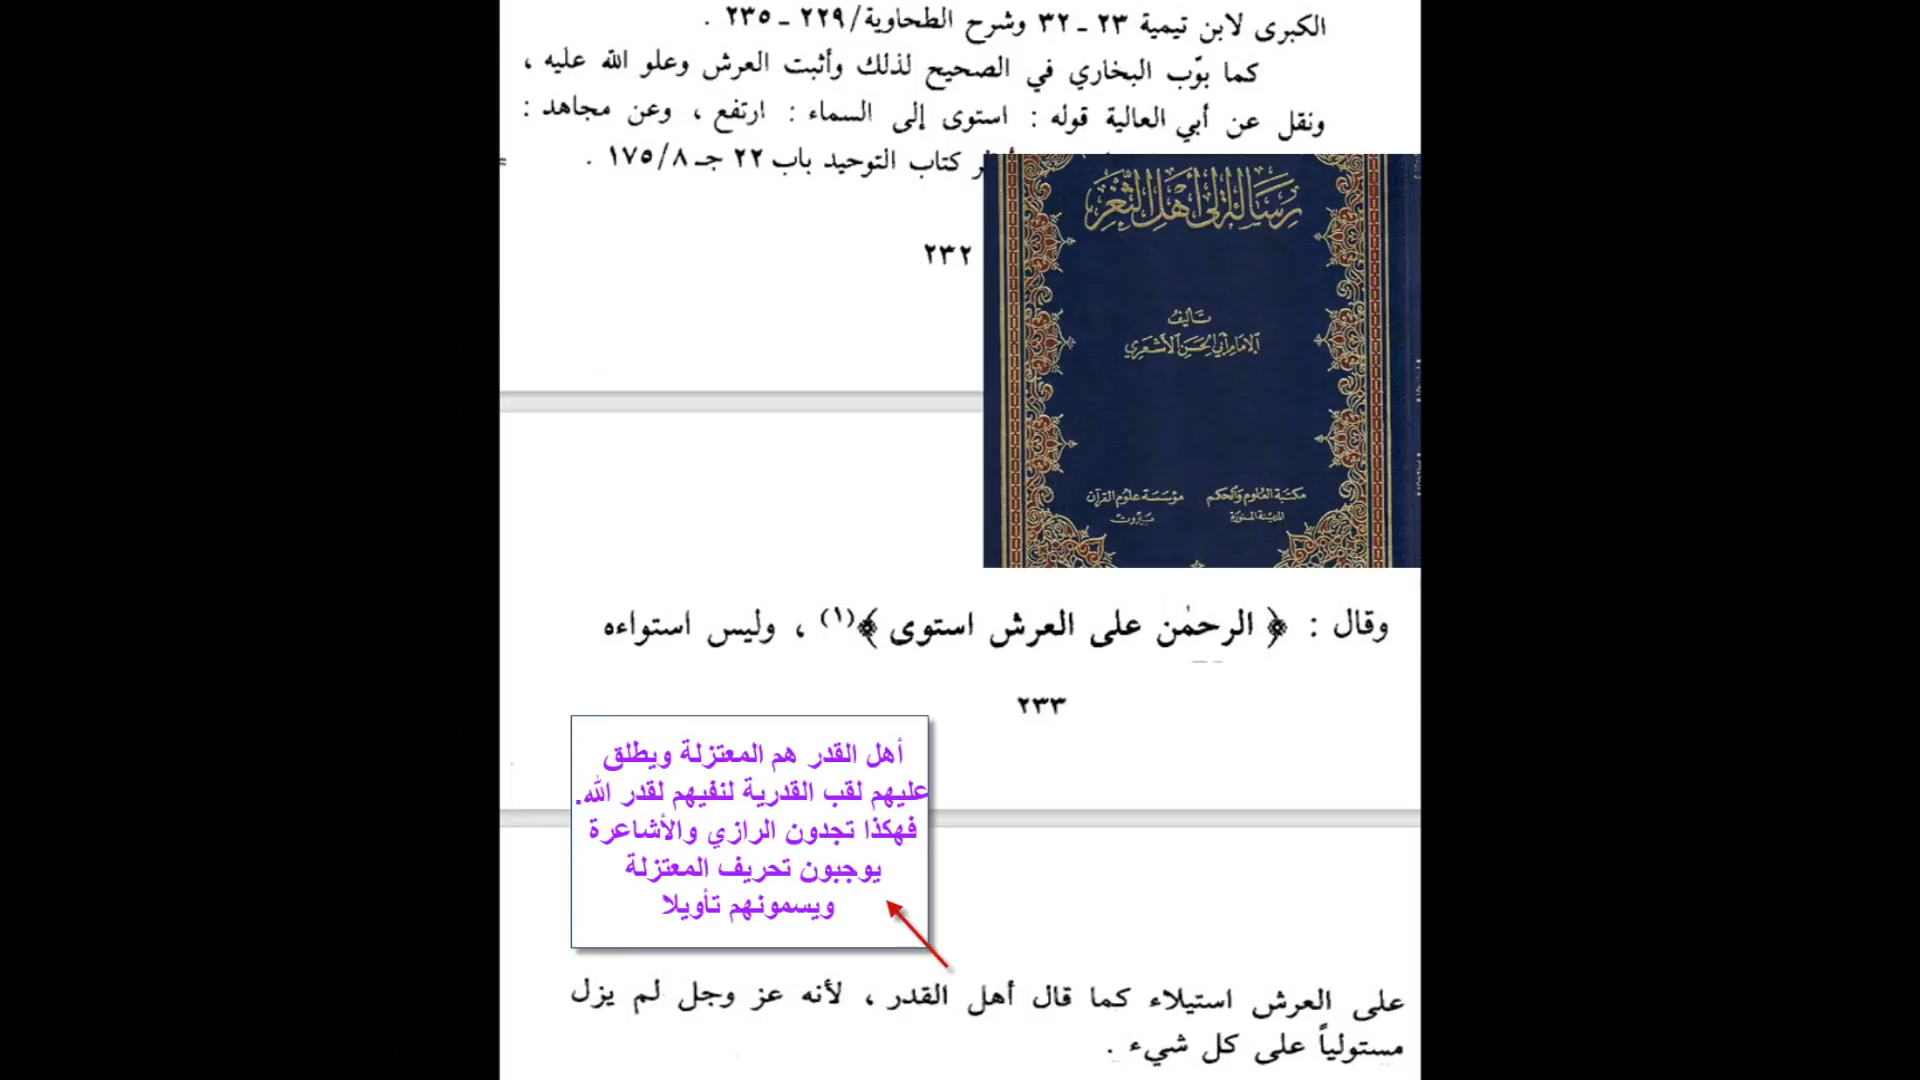 الكبرى لابن تيمية ٢٣ ـ ٣٢ وشرح الطحاوية/٢٢٩ ـ ٢٣٥ .
كما بوّب البخاري في الصحيح لذلك وأثبت العرش وعلو الله عليه ،
ونقل عن أبي العالية قوله : استوى إلى السماء : ارتفع ، وعن مجاهد :
كتاب التوحيد باب ٢٢ جـ ١٧٥/٨ .
=
٢٣٢
رسالة إلى أهل الثغر
تأليف
الإمام أبي الحسن الأشعري
مكتبة العلوم والحكم
المدينة المنورة
مؤسسة علوم القرآن
بيروت
وقال : ﴿ الرحمٰن على العرش استوى ﴾(١) ، وليس استواءه
٢٣٣
أهل القدر هم المعتزلة ويطلق
عليهم لقب القدرية لنفيهم لقدر الله.
فهكذا تجدون الرازي والأشاعرة
يوجبون تحريف المعتزلة
ويسمونهم تأويلا
على العرش استيلاء كما قال أهل القدر ، لأنه عز وجل لم يزل
مستولياً على كل شيء .